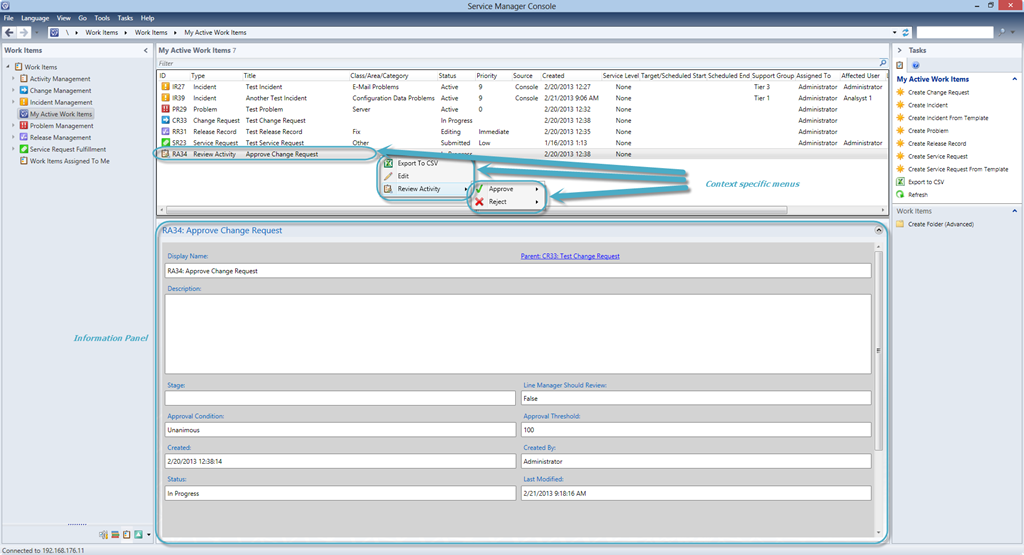 Service Manager Console
File Language View Go Tools Tasks Help
\ Work Items Work Items My Active Work Items
Work Items
Work Items
Activity Management
Change Management
Incident Management
My Active Work Items
Problem Management
Release Management
Service Request Fulfillment
Work Items Assigned To Me
Information Panel
My Active Work Items 7
Filter
ID Type Title Class/Area/Category Status Priority Source Created Service Level Target/Scheduled Start Scheduled End Support Group Assigned To Affected User
IR27 Incident Test Incident E-Mail Problems Active 9 Console 2/20/2013 12:27 None Tier 3 Administrator Administrator
IR39 Incident Another Test Incident Configuration Data Problems Active 9 Console 2/21/2013 9:06 AM None Tier 1 Administrator Analsyst 1
PR29 Problem Test Problem Server Active 0 2/20/2013 12:32 None Administrator
CR33 Change Request Test Change Request In Progress 2/20/2013 12:38 None Administrator
RR31 Release Record Test Release Record Fix Editing Immediate 2/20/2013 12:35 None Administrator
SR23 Service Request Test Service Request Other Submitted Low 1/16/2013 1:13 None Administrator Administrator
RA34 Review Activity Approve Change Request 2/20/2013 12:38 None
Export To CSV
Edit
Review Activity
Approve
Reject
Context specific menus
RA34: Approve Change Request
Display Name: Parent: CR33: Test Change Request
RA34: Approve Change Request
Description:
Stage: Line Manager Should Review:
False
Approval Condition: Approval Threshold:
Unanimous 100
Created: Created By:
2/20/2013 12:38:14 Administrator
Status: Last Modified:
In Progress 2/21/2013 9:18:16 AM
Tasks
My Active Work Items
Create Change Request
Create Incident
Create Incident From Template
Create Problem
Create Release Record
Create Service Request
Create Service Request From Template
Export to CSV
Refresh
Work Items
Create Folder (Advanced)
Connected to 192.168.176.11